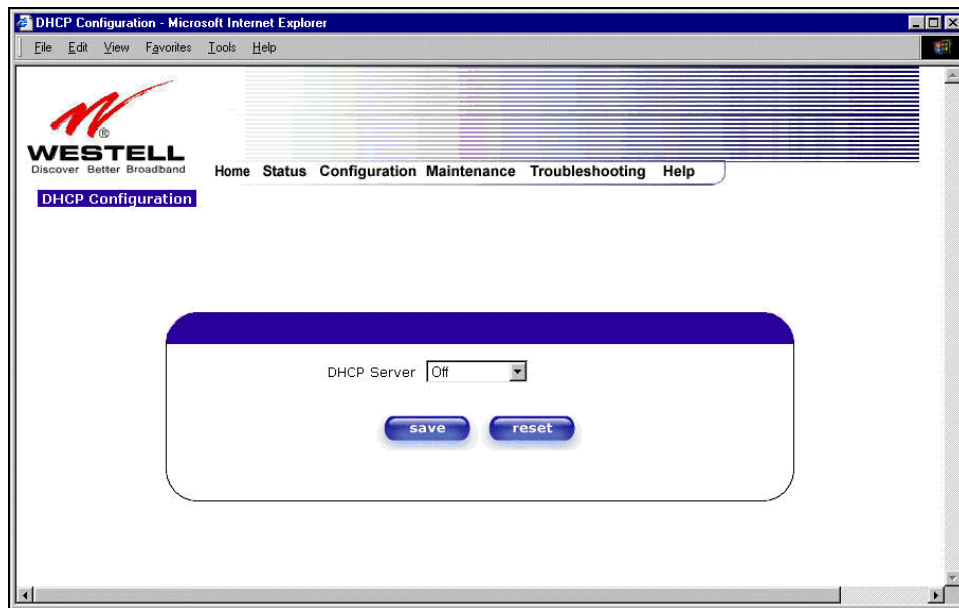 DHCP Configuration - Microsoft Internet Explorer
File Edit View Favorites Tools Help
®
WESTELL
Discover Better Broadband
Home Status Configuration Maintenance Troubleshooting Help
DHCP Configuration
DHCP Server Off
save reset